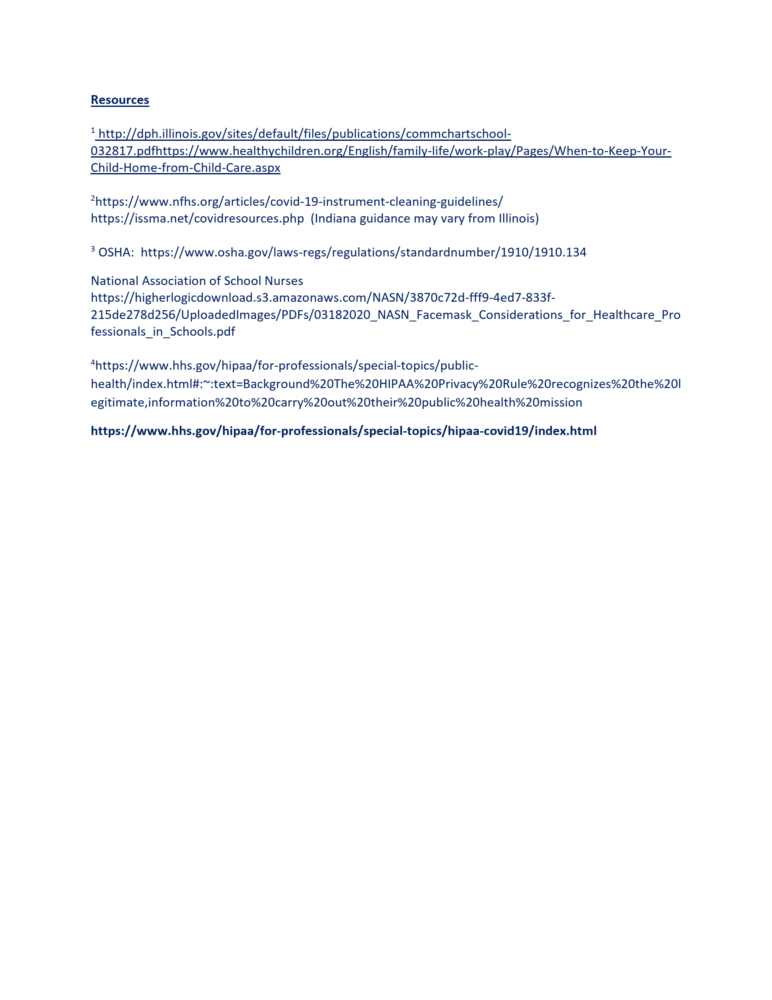 Resources
1 http://dph.illinois.gov/sites/default/files/publications/commchartschool-
032817.pdfhttps://www.healthychildren.org/English/family-life/work-play/Pages/When-to-Keep-Your-
Child-Home-from-Child-Care.aspx
2https://www.nfhs.org/articles/covid-19-instrument-cleaning-guidelines/
https://issma.net/covidresources.php  (Indiana guidance may vary from Illinois)
3 OSHA:  https://www.osha.gov/laws-regs/regulations/standardnumber/1910/1910.134
National Association of School Nurses
https://higherlogicdownload.s3.amazonaws.com/NASN/3870c72d-fff9-4ed7-833f-
215de278d256/UploadedImages/PDFs/03182020_NASN_Facemask_Considerations_for_Healthcare_Pro
fessionals_in_Schools.pdf
4https://www.hhs.gov/hipaa/for-professionals/special-topics/public-
health/index.html#:~:text=Background%20The%20HIPAA%20Privacy%20Rule%20recognizes%20the%20l
egitimate,information%20to%20carry%20out%20their%20public%20health%20mission
https://www.hhs.gov/hipaa/for-professionals/special-topics/hipaa-covid19/index.html